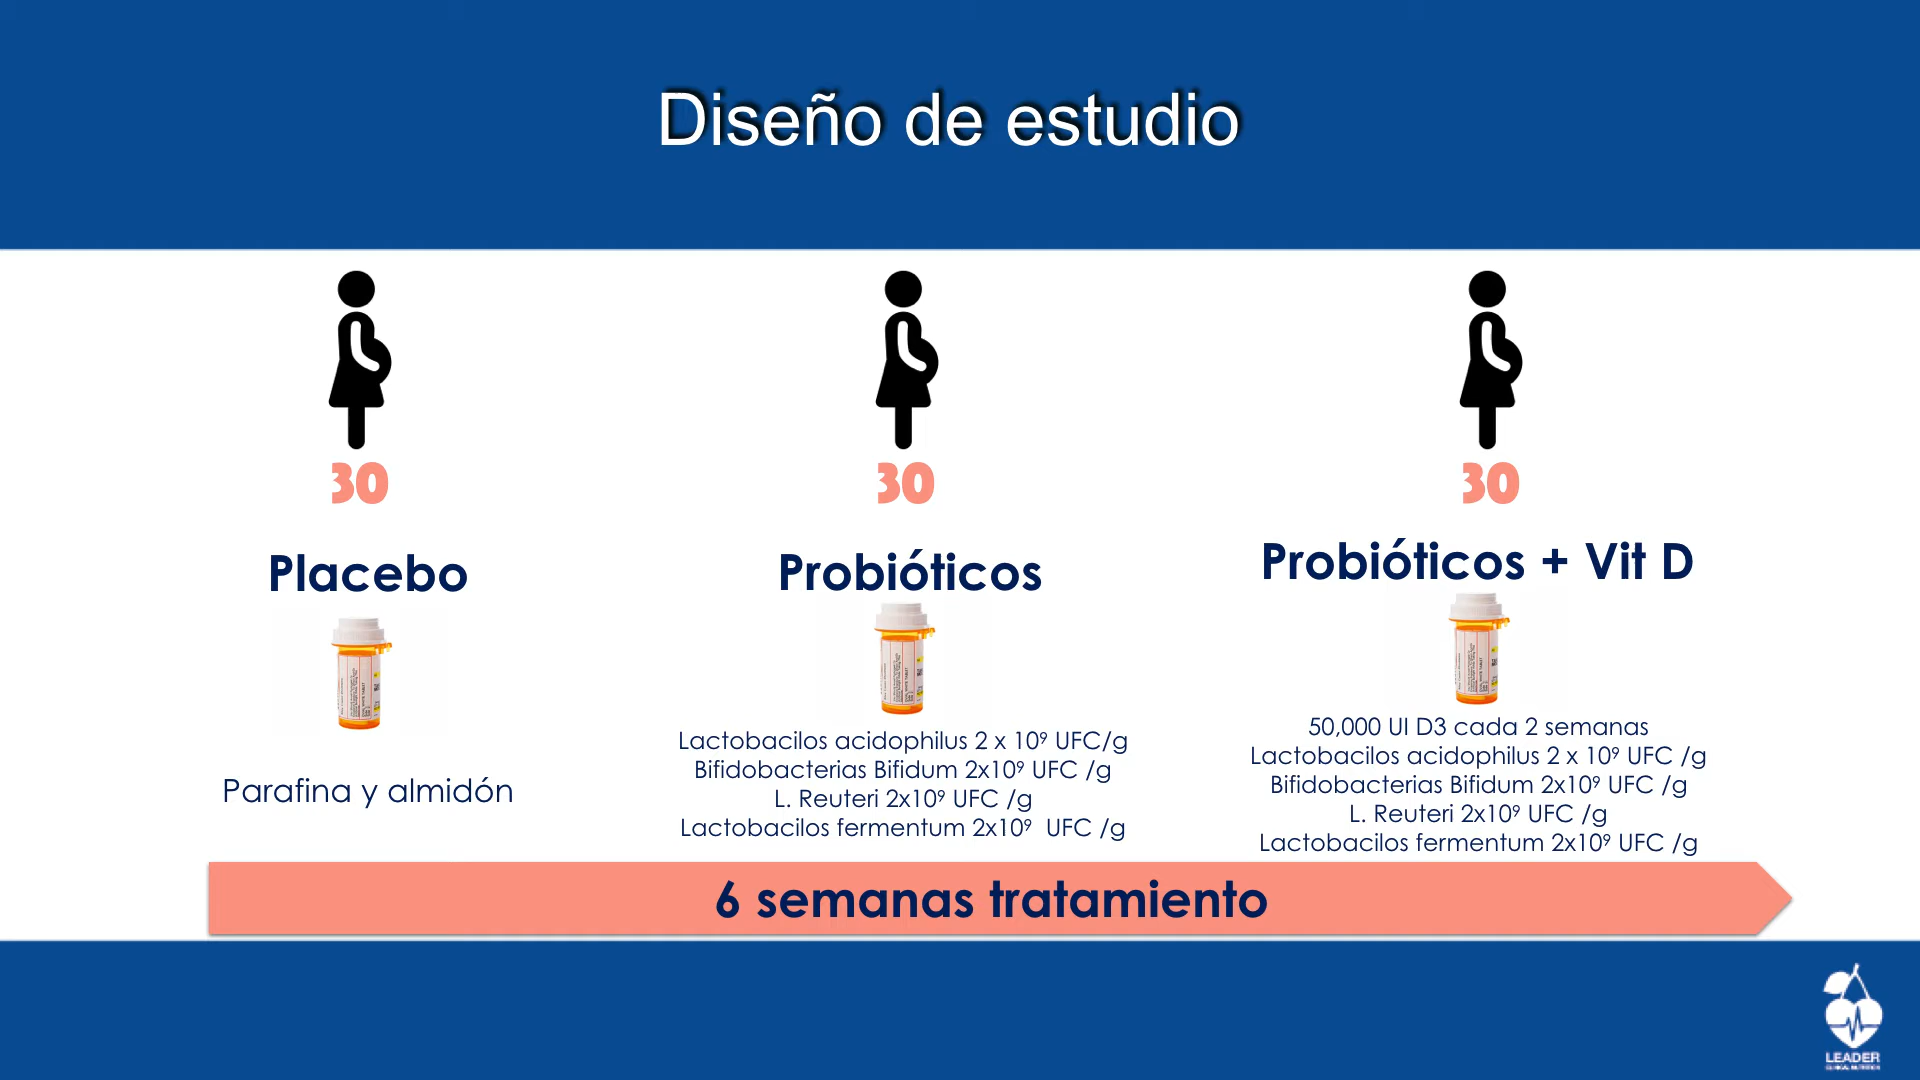 Diseño de estudio
30
30
30
Placebo
Probióticos
Probióticos + Vit D
Parafina y almidón
Lactobacilos acidophilus 2 x 10⁹ UFC/g
Bifidobacterias Bifidum 2x10⁹ UFC /g
L. Reuteri 2x10⁹ UFC /g
Lactobacilos fermentum 2x10⁹  UFC /g
50,000 UI D3 cada 2 semanas
Lactobacilos acidophilus 2 x 10⁹ UFC /g
Bifidobacterias Bifidum 2x10⁹ UFC /g
L. Reuteri 2x10⁹ UFC /g
Lactobacilos fermentum 2x10⁹ UFC /g
6 semanas tratamiento
LEADER
CLINICAL NUTRITION